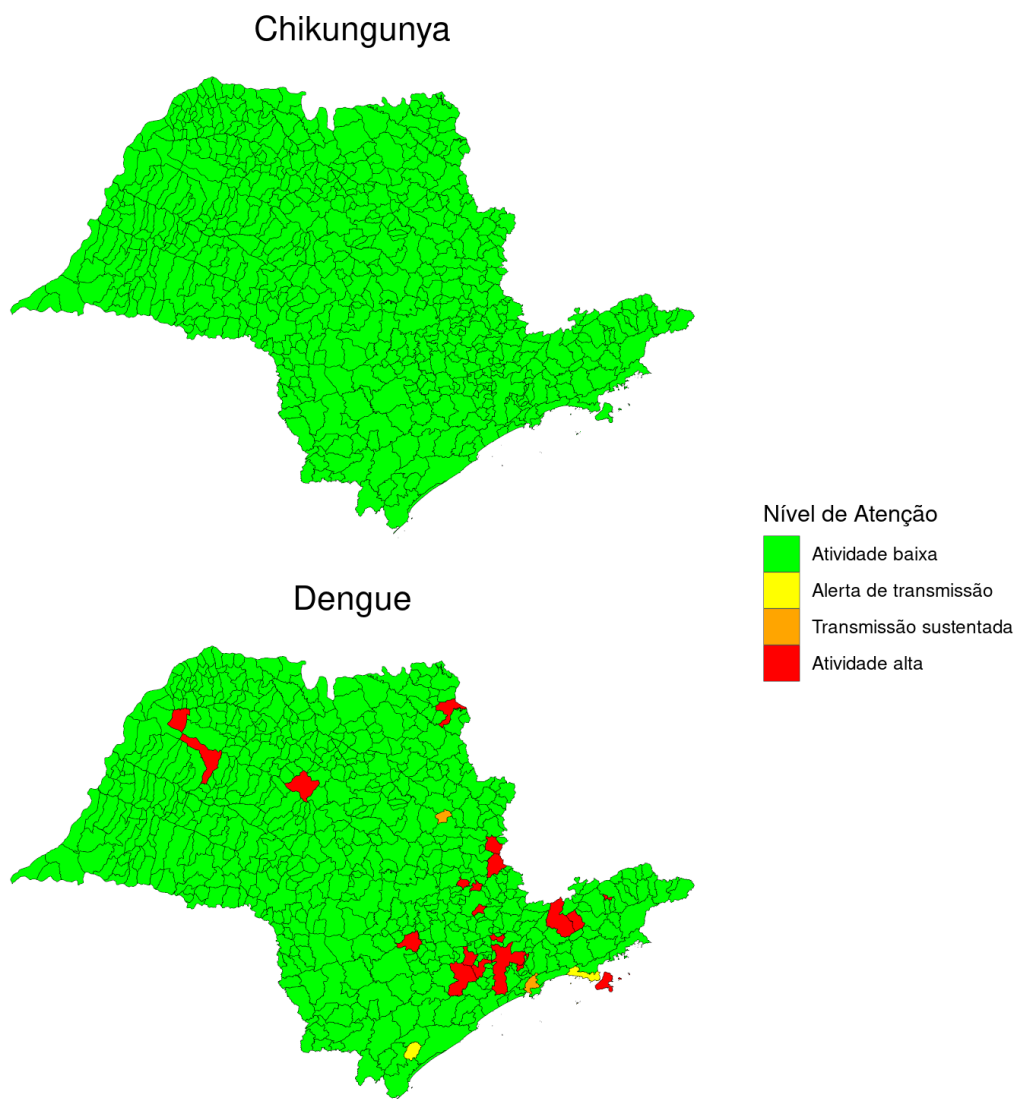 Chikungunya
Nível de Atenção
Atividade baixa
Alerta de transmissão
Transmissão sustentada
Atividade alta
Dengue